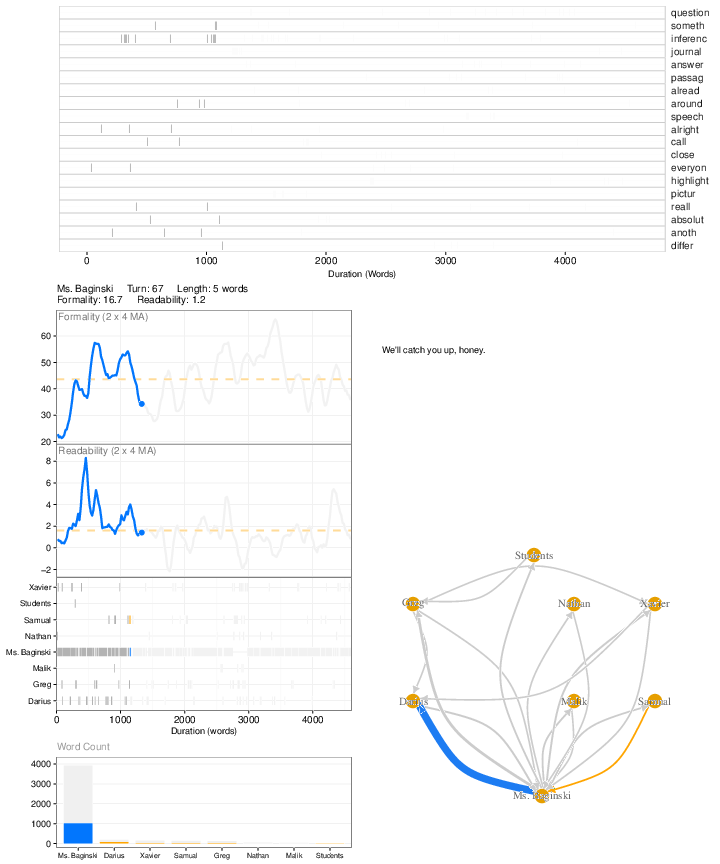 question
someth
inferenc
journal
answer
passag
alread
around
speech
alright
call
close
everyon
highlight
pictur
reall
absolut
anoth
differ
0 1000 2000 3000 4000
Duration (Words)
Ms. Baginski Turn: 67 Length: 5 words
Formality: 16.7 Readability: 1.2
Formality (2 x 4 MA)
60
50
40
30
20
We'll catch you up, honey.
Readability (2 x 4 MA)
8
6
4
2
0
−2
Xavier
Students
Samual
Nathan
Ms. Baginski
Malik
Greg
Darius
0 1000 2000 3000 4000
Duration (words)
Students
Greg Nathan Xavier
Darius Malik Samual
Ms. Baginski
Word Count
4000
3000
2000
1000
0
Ms. Baginski Darius Xavier Samual Greg Nathan Malik Students